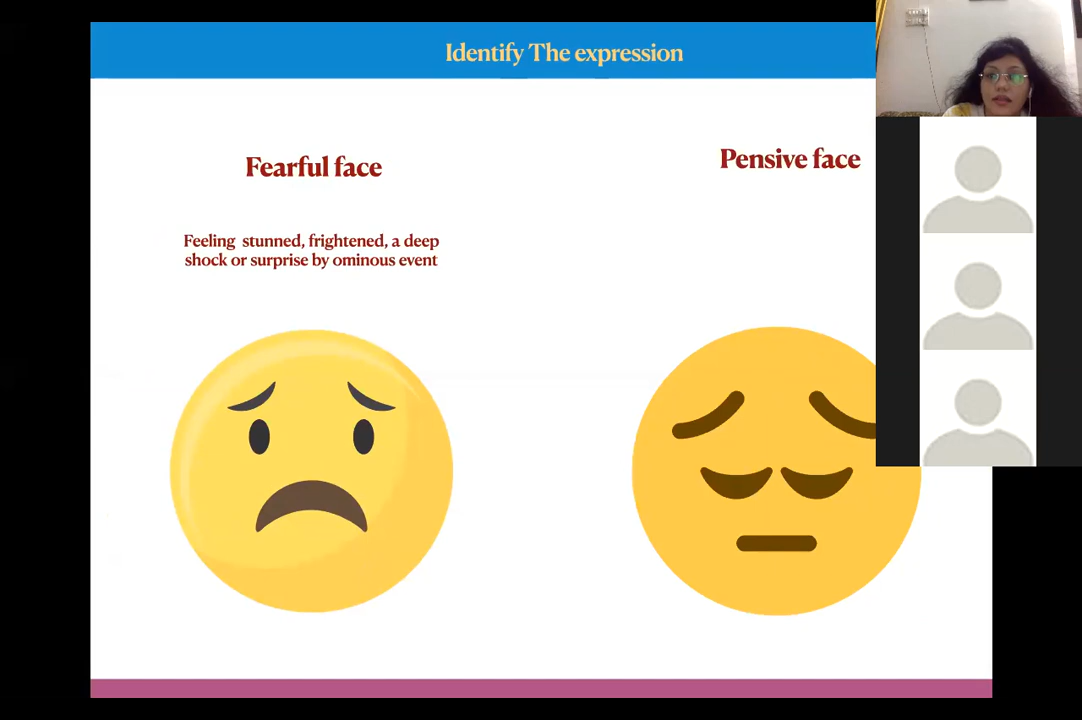 Identify The expression
Fearful face
Feeling stunned, frightened, a deep
shock or surprise by ominous event
Pensive face